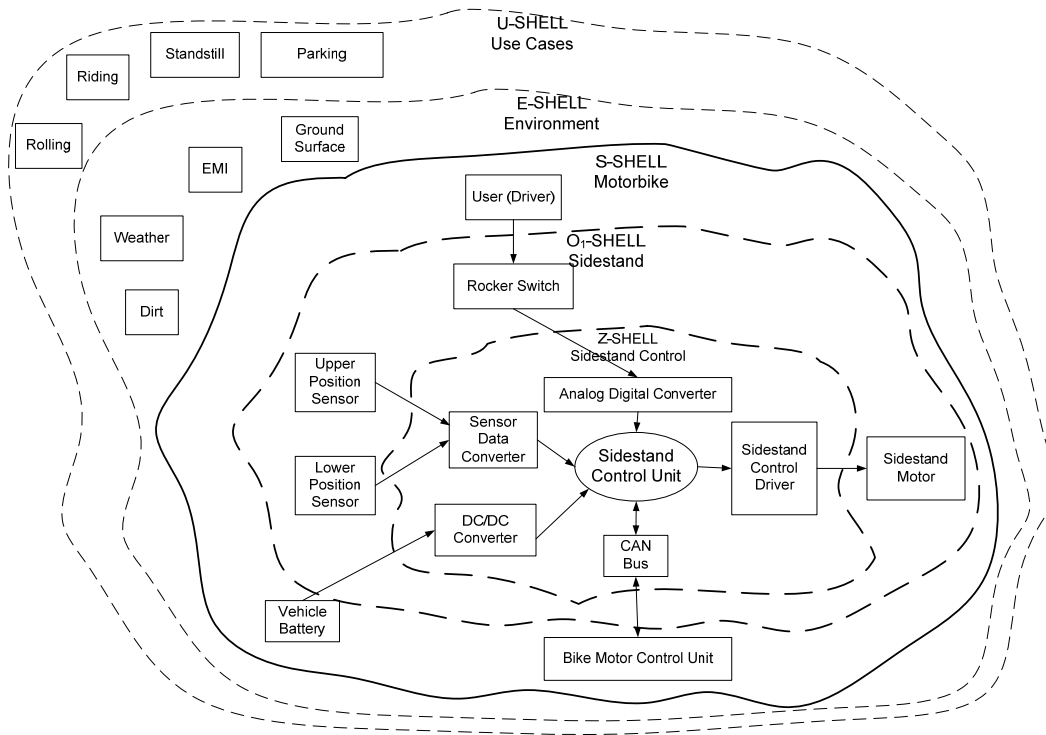 U-SHELL
Use Cases
Standstill
Parking
Riding
Rolling
E-SHELL
Environment
Ground
Surface
EMI
Weather
Dirt
S-SHELL
Motorbike
User (Driver)
O₁-SHELL
Sidestand
Rocker Switch
Z-SHELL
Sidestand Control
Upper
Position
Sensor
Analog Digital Converter
Sensor
Data
Converter
Sidestand
Control Unit
Sidestand
Control
Driver
Sidestand
Motor
Lower
Position
Sensor
DC/DC
Converter
CAN
Bus
Vehicle
Battery
Bike Motor Control Unit